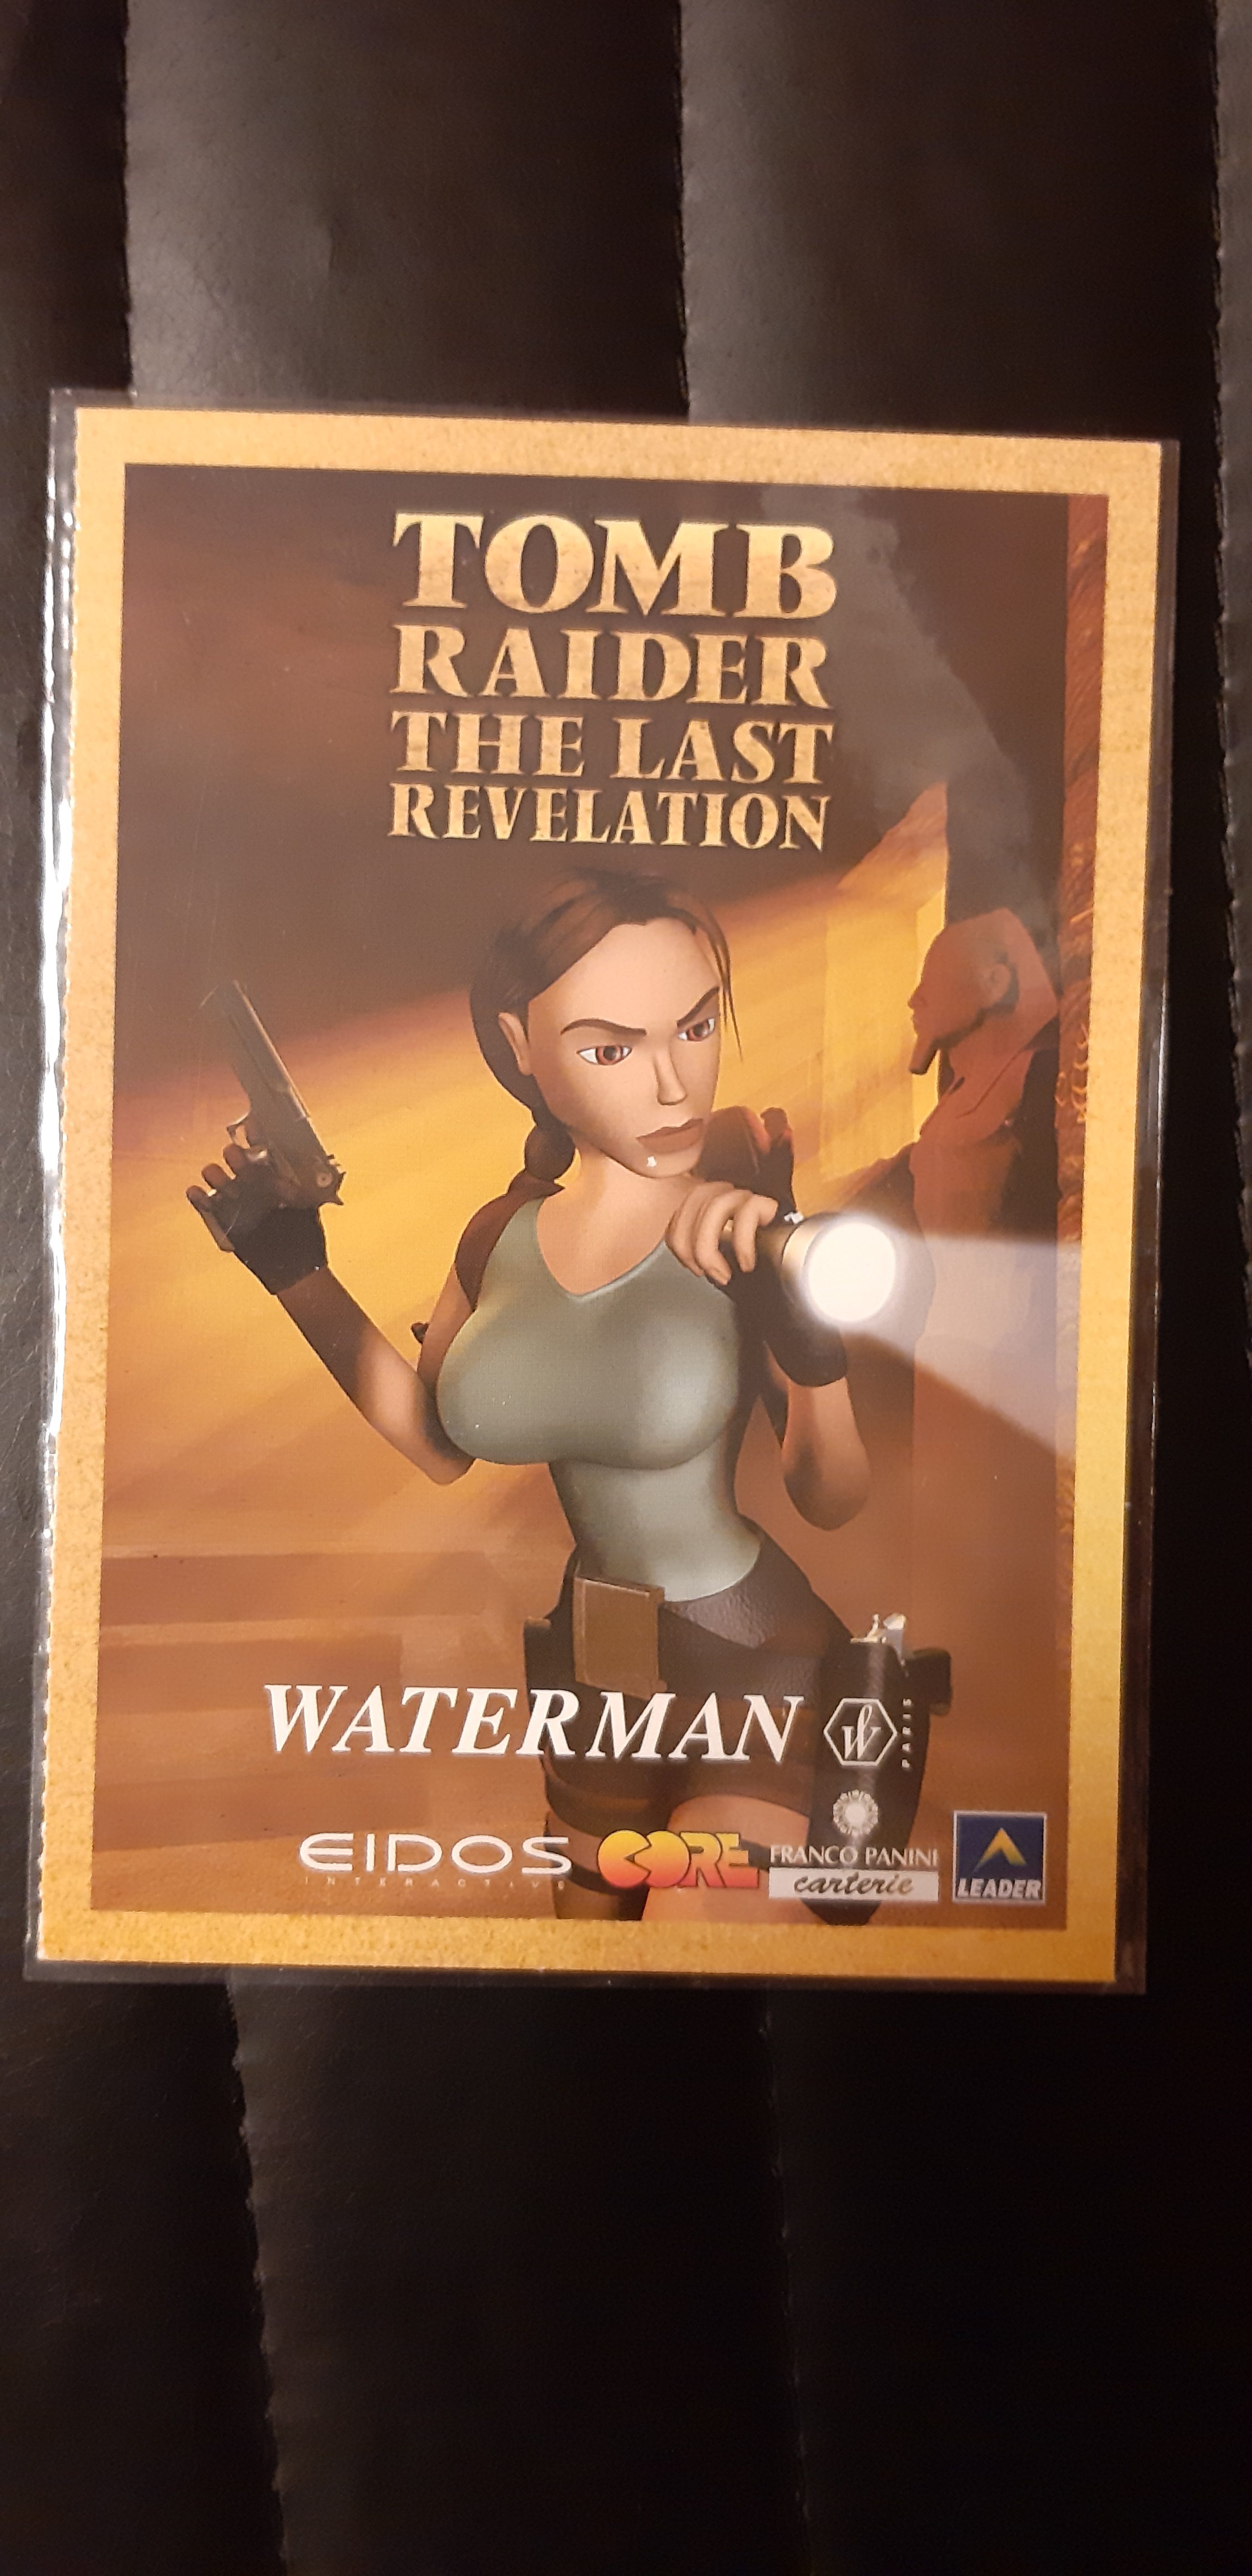 TOMB
RAIDER
THE LAST
REVELATION
WATERMAN W PARIS
EIDOS
INTERACTIVE
CORE
FRANCO PANINI
carterie
LEADER